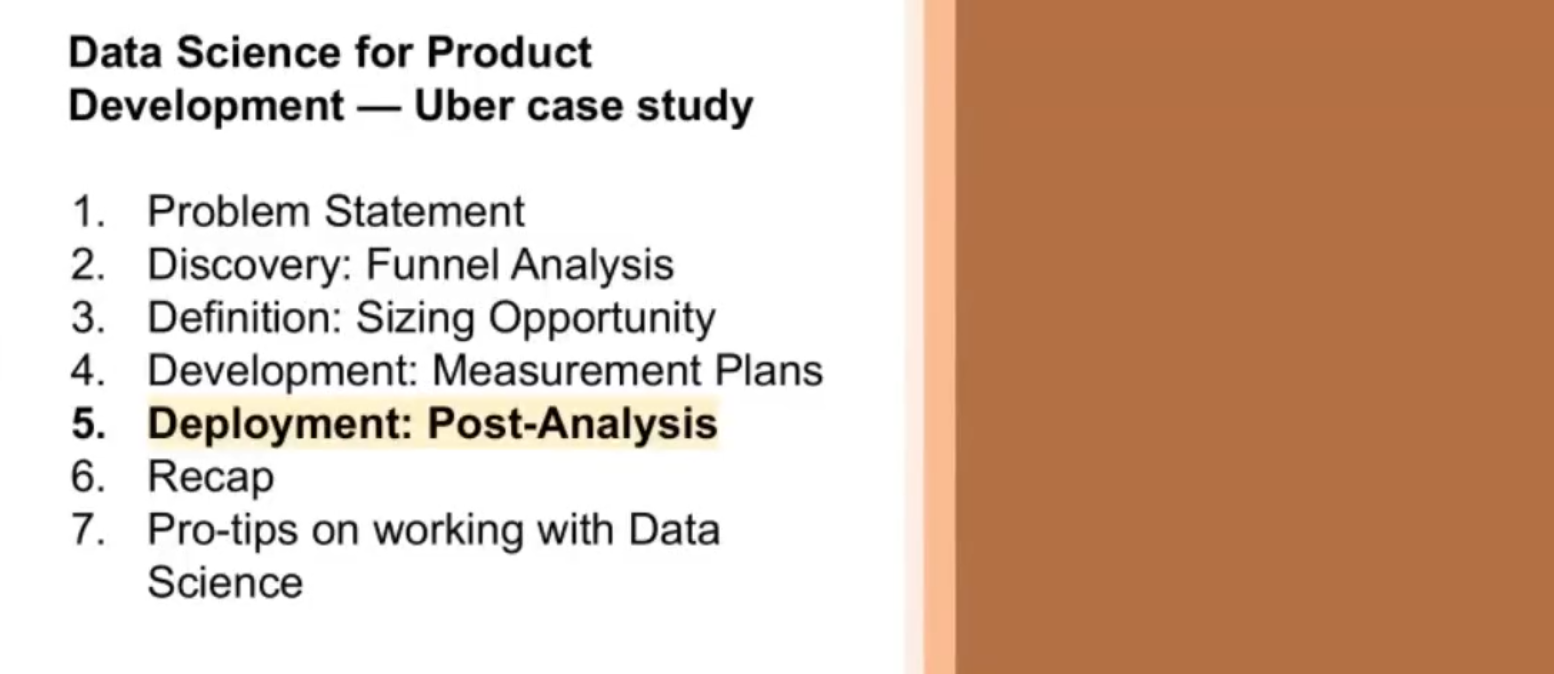 Data Science for Product
Development — Uber case study
1. Problem Statement
2. Discovery: Funnel Analysis
3. Definition: Sizing Opportunity
4. Development: Measurement Plans
5. Deployment: Post-Analysis
6. Recap
7. Pro-tips on working with Data
Science